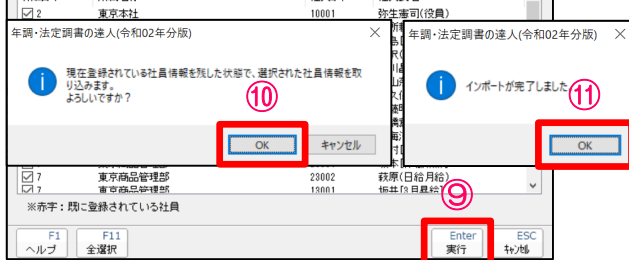 2 東京本社 10001 弥生憲司(役員)
年調・法定調書の達人(令和02年分版)
現在登録されている社員情報を残した状態で、選択された社員情報を取
り込みます。
よろしいですか？
⑩
OK キャンセル
年調・法定調書の達人(令和02年分版)
インポートが完了しました。
⑪
OK
7 東京商品管理部 23002 萩原(日給月給)
7 東京商品管理部 13001
※赤字：既に登録されている社員
⑨
F1 F11 Enter ESC
ヘルプ 全選択 実行 ｷｬﾝｾﾙ